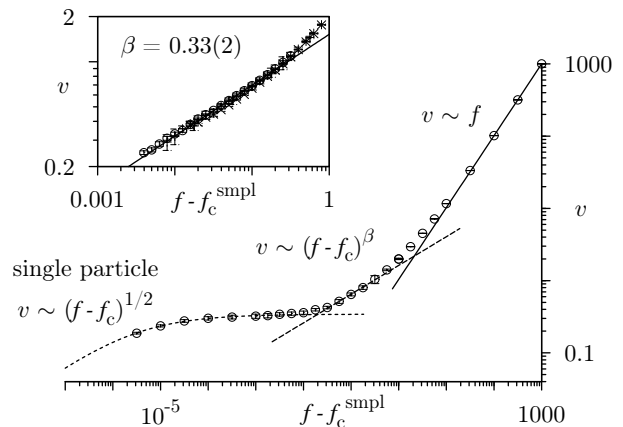 2
β = 0.33(2)
v
0.2
0.001
f - f_c^smpl
1
1000
v ~ f
v
v ~ (f - f_c)^β
single particle
v ~ (f - f_c)^1/2
0.1
10^-5
f - f_c^smpl
1000